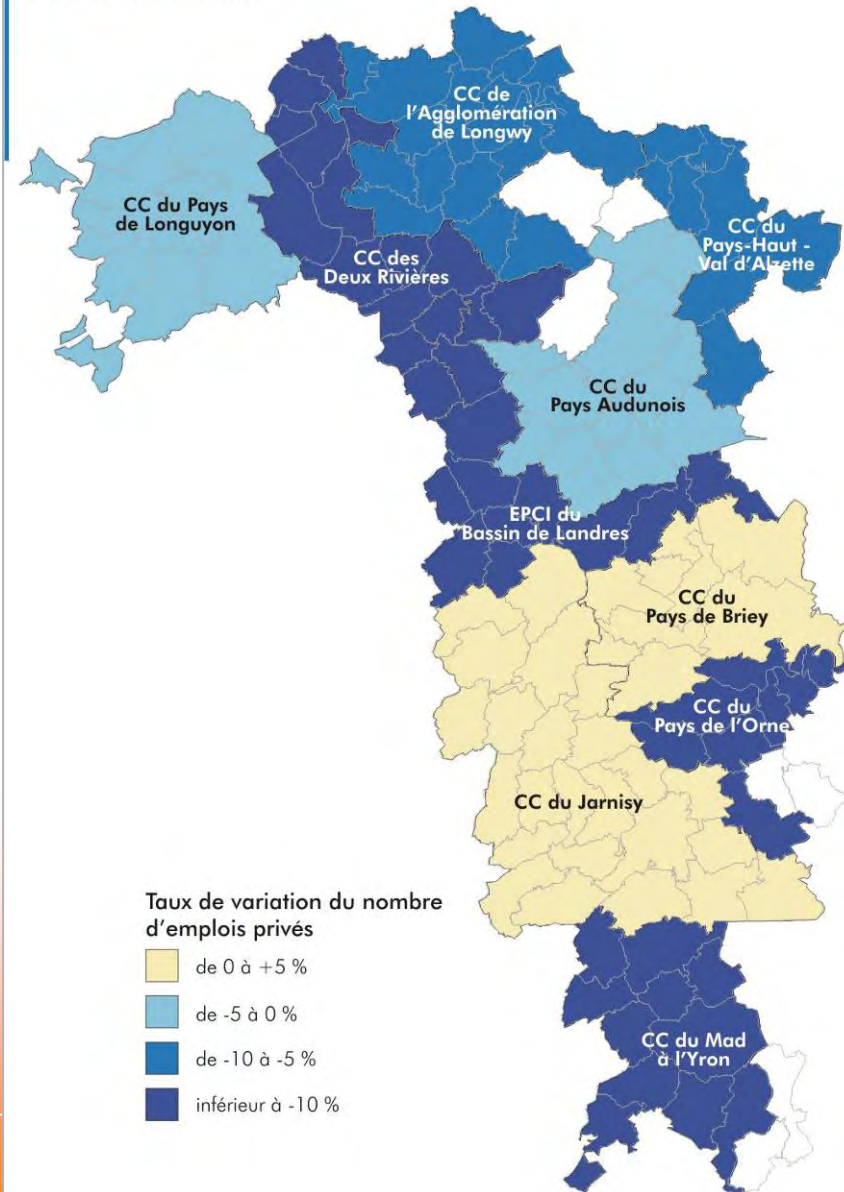 CC de
l'Agglomération
de Longwy
CC du Pays
de Longuyon
CC du
Pays-Haut -
Val d'Alzette
CC des
Deux Rivières
CC du
Pays Audunois
EPCI du
Bassin de Landres
CC du
Pays de Briey
CC du
Pays de l'Orne
CC du Jarnisy
Taux de variation du nombre
d'emplois privés
de 0 à +5 %
de -5 à 0 %
de -10 à -5 %
inférieur à -10 %
CC du Mad
à l'Yron